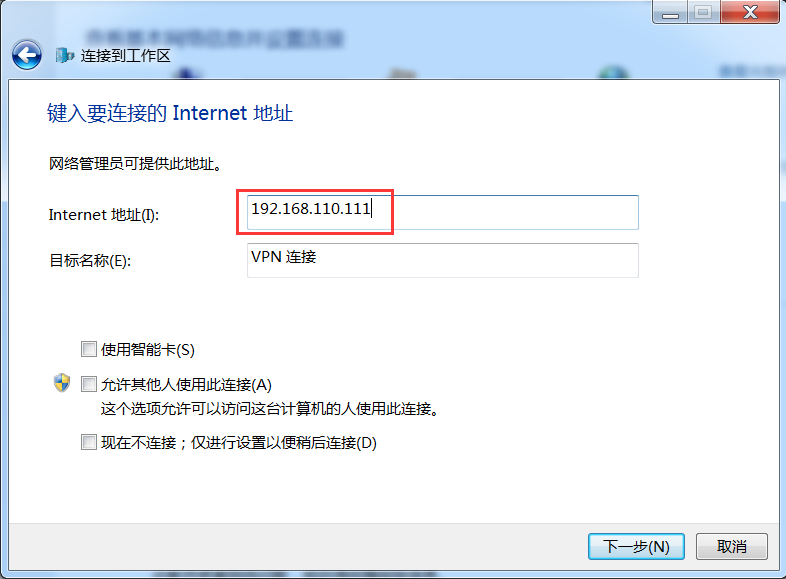 连接到工作区
键入要连接的 Internet 地址
网络管理员可提供此地址。
Internet 地址(I):
192.168.110.111
目标名称(E):
VPN 连接
使用智能卡(S)
允许其他人使用此连接(A)
这个选项允许可以访问这台计算机的人使用此连接。
现在不连接；仅进行设置以便稍后连接(D)
下一步(N)
取消